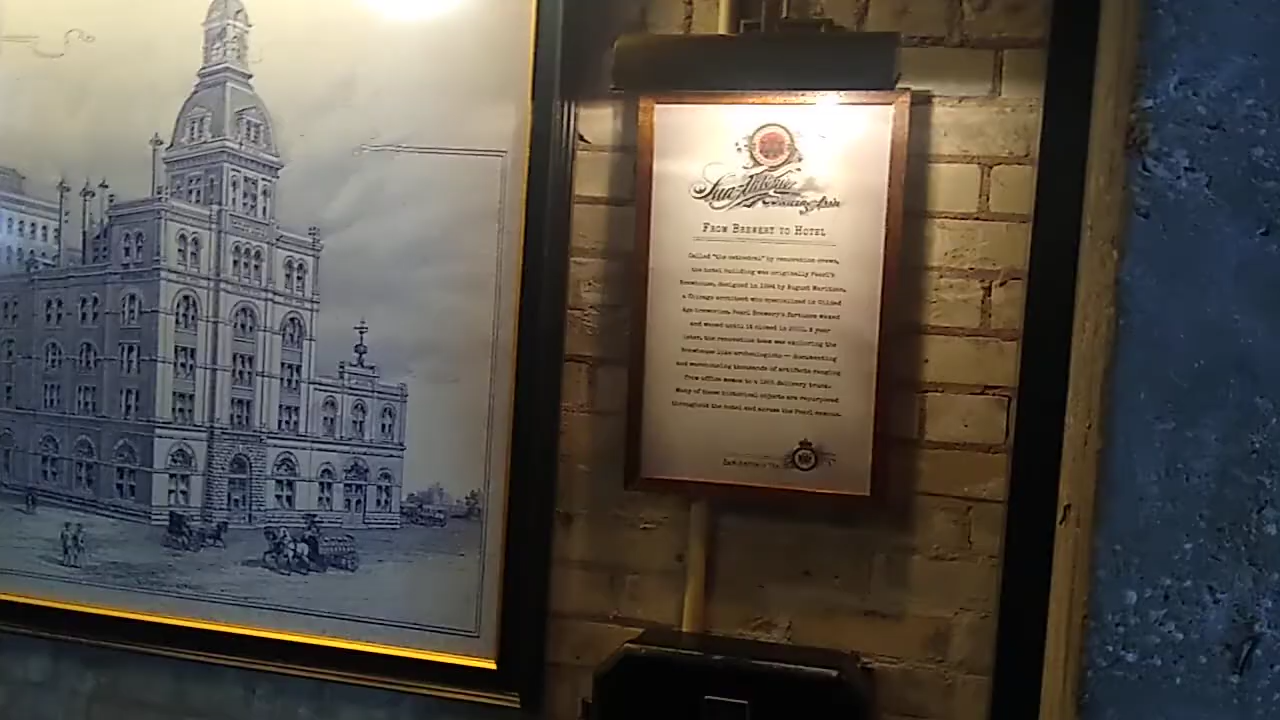 San Antonio
Brewing Assn
FROM BREWERY TO HOTEL
Called "the cathedral" by renovation crews,
the hotel building was originally Pearl's
Brewhouse, designed in 1894 by August Maritzen,
a Chicago architect who specialized in Gilded
Age breweries. Pearl Brewery's fortunes waxed
and waned until it closed in 2001. A year
later, the renovation team was exploring the
Brewhouse like archeologists — documenting
and warehousing thousands of artifacts ranging
from office memos to a 1925 delivery truck.
Many of these historical objects are repurposed
throughout the hotel and across the Pearl campus.